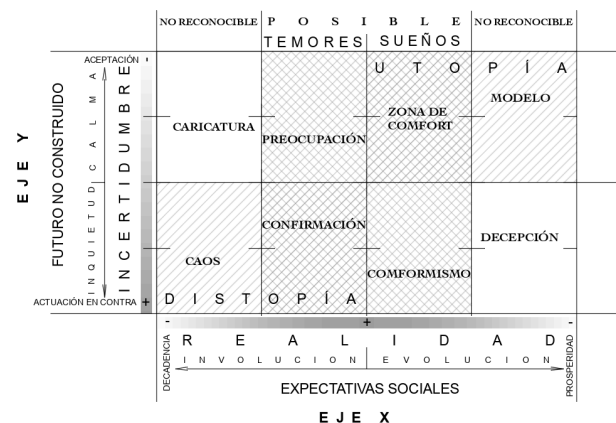 NO RECONOCIBLE P O S I B L E NO RECONOCIBLE
TEMORES SUEÑOS
ACEPTACIÓN -
U T O P Í A
MODELO
ZONA DE
COMFORT
CARICATURA
PREOCUPACIÓN
CONFIRMACIÓN
DECEPCIÓN
CAOS
COMFORMISMO
ACTUACIÓN EN CONTRA +
D I S T O P Í A
EJE Y
FUTURO NO CONSTRUIDO
INQUIETUD CALMA
INCERTIDUMBRE
- + -
DECADENCIA
R E A L I D A D
I N V O L U C I O N E V O L U C I O N
PROSPERIDAD
EXPECTATIVAS SOCIALES
EJE X